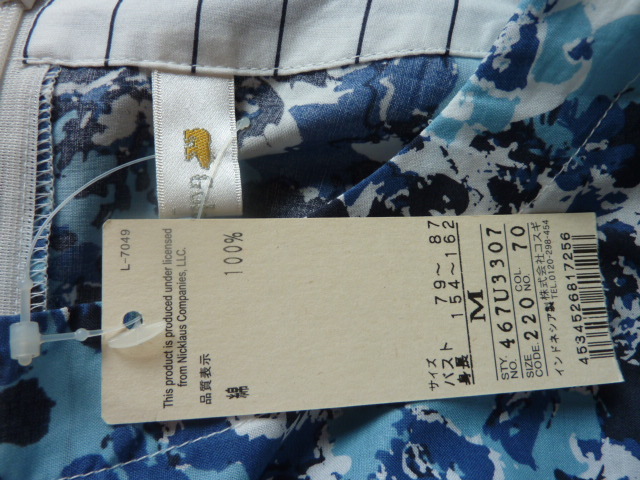 L-7049
This product is produced under licensed
from Nicklaus Companies, LLC.
品質表示
綿 100%
サイズ
バスト 79～87
身長 154～162
M
STY. NO. 467U3307
SIZE CODE. 220 COL. NO. 70
インドネシア製 株式会社コスギ
TEL.0120-298-454
4534526817256